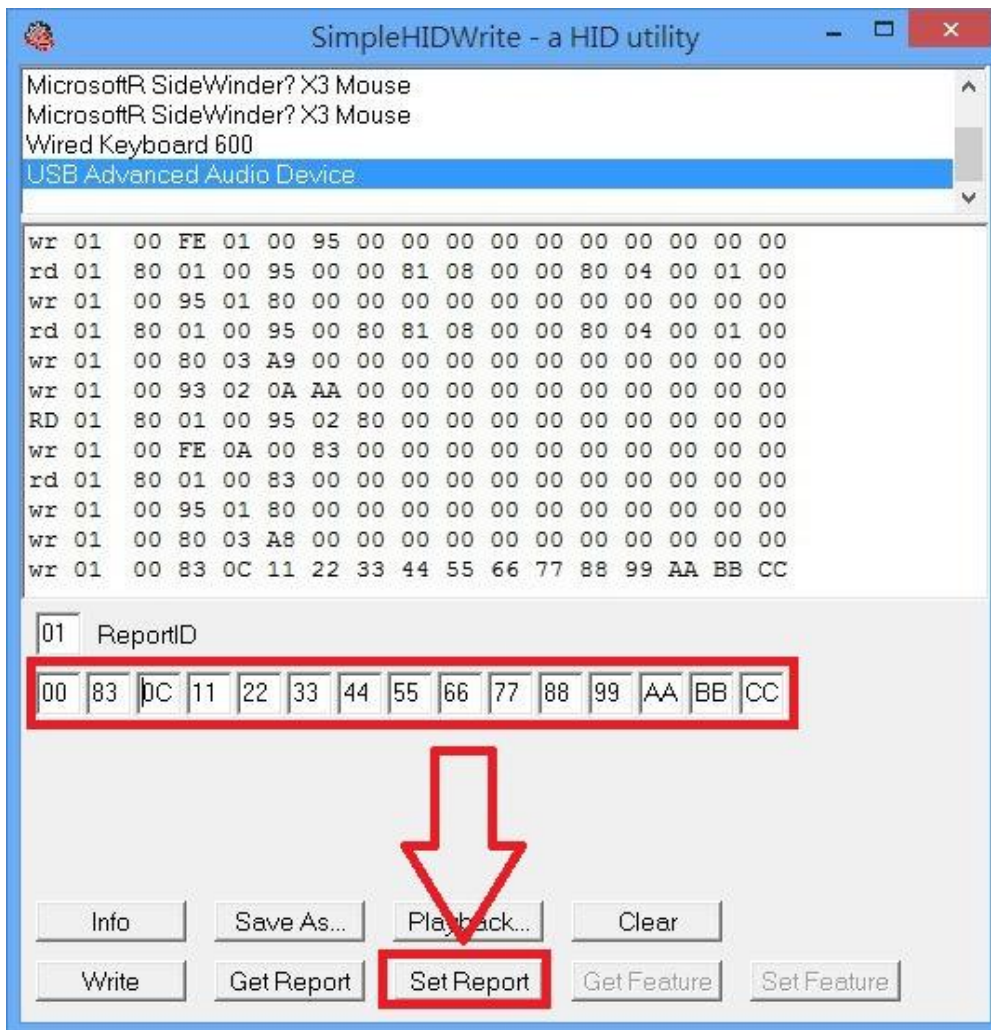 SimpleHIDWrite - a HID utility
MicrosoftR SideWinder? X3 Mouse
MicrosoftR SideWinder? X3 Mouse
Wired Keyboard 600
USB Advanced Audio Device
wr 01 00 FE 01 00 95 00 00 00 00 00 00 00 00 00 00
rd 01 80 01 00 95 00 00 81 08 00 00 80 04 00 01 00
wr 01 00 95 01 80 00 00 00 00 00 00 00 00 00 00 00
rd 01 80 01 00 95 00 80 81 08 00 00 80 04 00 01 00
wr 01 00 80 03 A9 00 00 00 00 00 00 00 00 00 00 00
wr 01 00 93 02 0A AA 00 00 00 00 00 00 00 00 00 00
RD 01 80 01 00 95 02 80 00 00 00 00 00 00 00 00 00
wr 01 00 FE 0A 00 83 00 00 00 00 00 00 00 00 00 00
rd 01 80 01 00 83 00 00 00 00 00 00 00 00 00 00 00
wr 01 00 95 01 80 00 00 00 00 00 00 00 00 00 00 00
wr 01 00 80 03 A8 00 00 00 00 00 00 00 00 00 00 00
wr 01 00 83 0C 11 22 33 44 55 66 77 88 99 AA BB CC
01 ReportID
00 83 0C 11 22 33 44 55 66 77 88 99 AA BB CC
Info Save As... Playback... Clear
Write Get Report Set Report Get Feature Set Feature